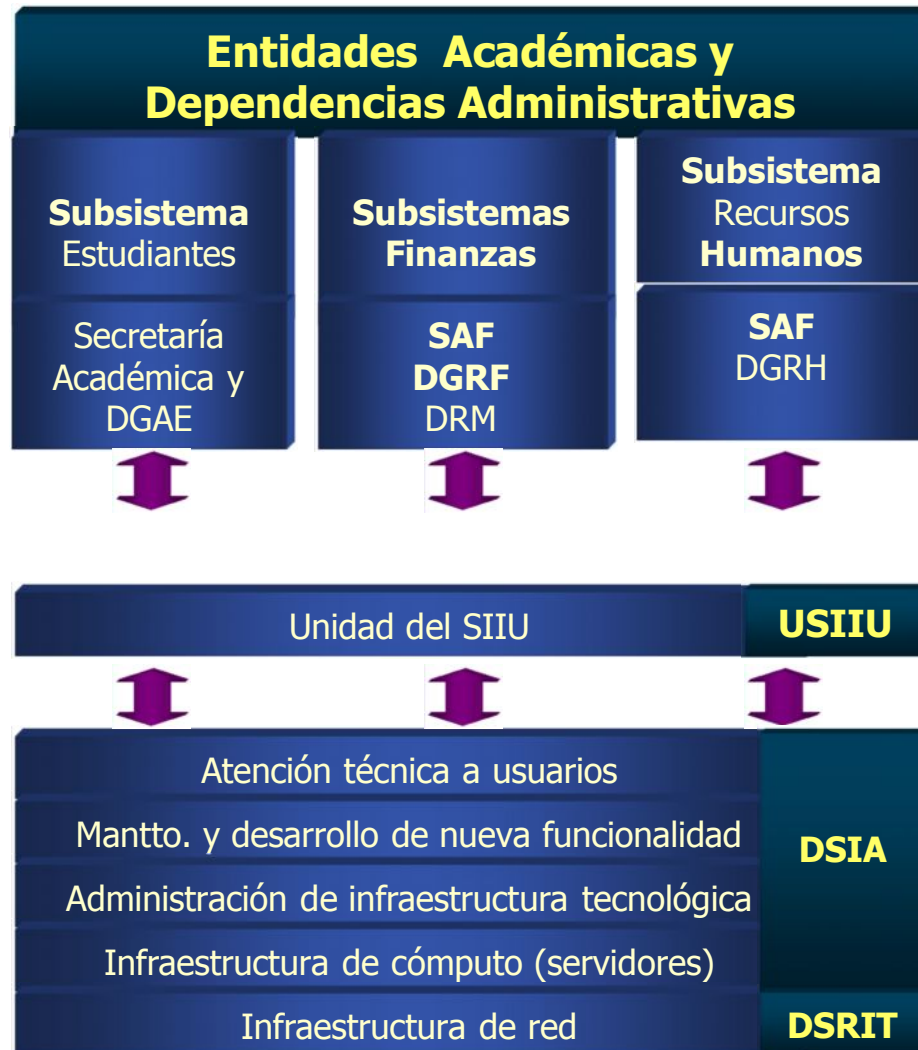 Entidades Académicas y
Dependencias Administrativas
Subsistema
Estudiantes
Subsistemas
Finanzas
Subsistema
Recursos
Humanos
Secretaría
Académica y
DGAE
SAF
DGRF
DRM
SAF
DGRH
Unidad del SIIU
USIIU
Atención técnica a usuarios
Mantto. y desarrollo de nueva funcionalidad
Administración de infraestructura tecnológica
Infraestructura de cómputo (servidores)
DSIA
Infraestructura de red
DSRIT